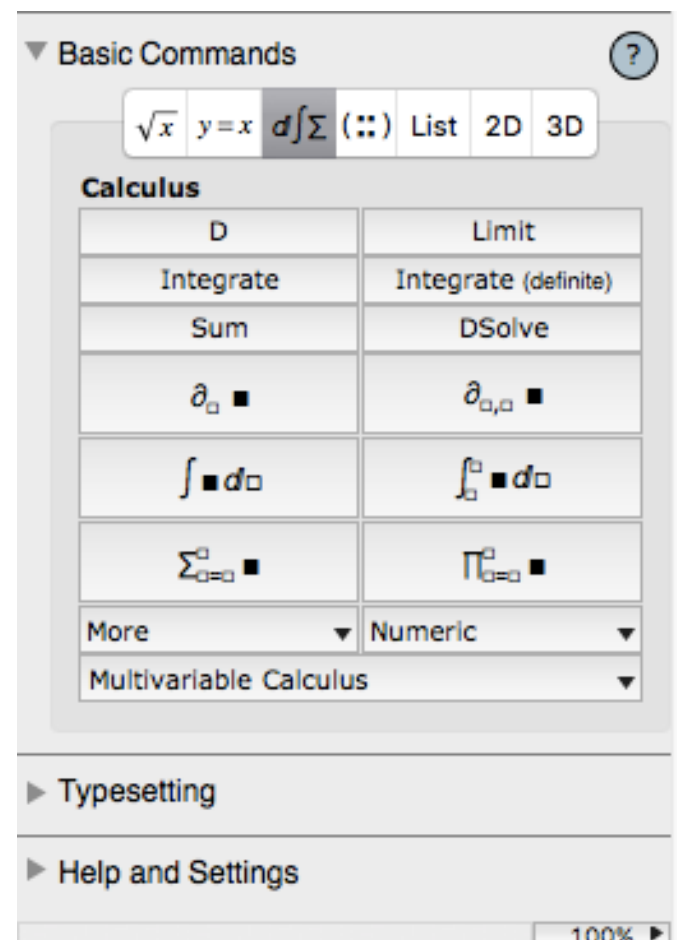 Basic Commands ?
√x y=x d∫Σ (::) List 2D 3D
Calculus
D Limit
Integrate Integrate (definite)
Sum DSolve
∂□ ■ ∂□,□ ■
∫■d□ ∫□□■d□
Σ□□=□ ■ Π□□=□ ■
More Numeric
Multivariable Calculus
Typesetting
Help and Settings
100%